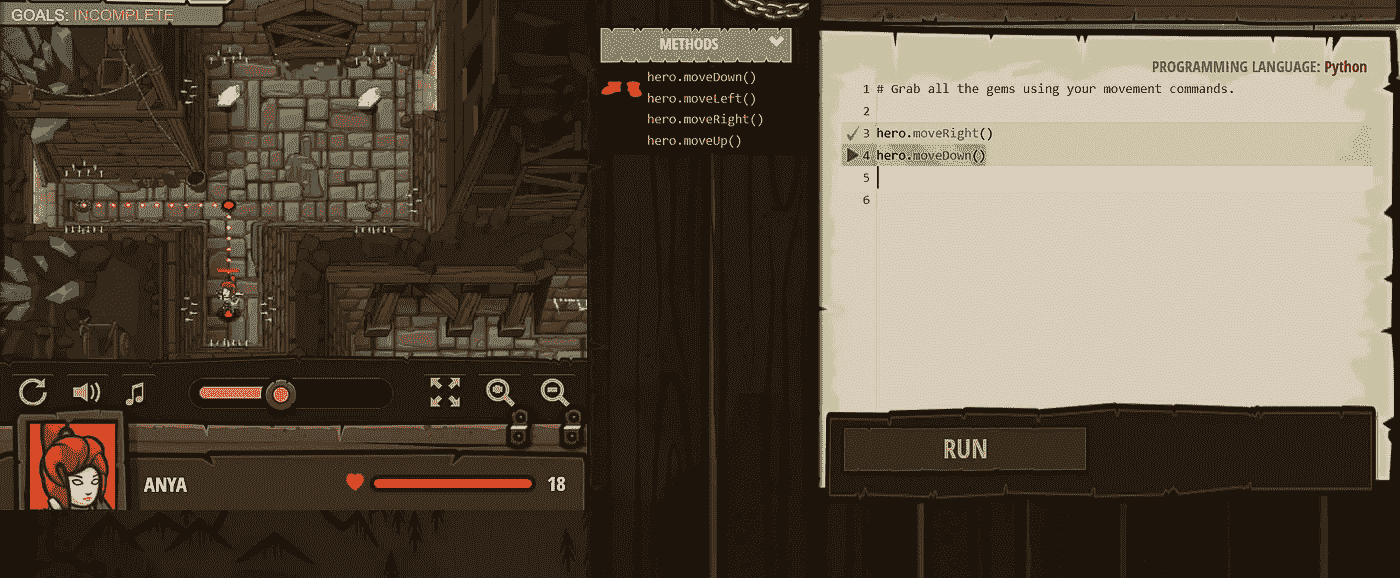 GOALS: INCOMPLETE
METHODS
hero.moveDown()
hero.moveLeft()
hero.moveRight()
hero.moveUp()
PROGRAMMING LANGUAGE: Python
1 # Grab all the gems using your movement commands.
2
3 hero.moveRight()
4 hero.moveDown()
5
6
RUN
ANYA
18